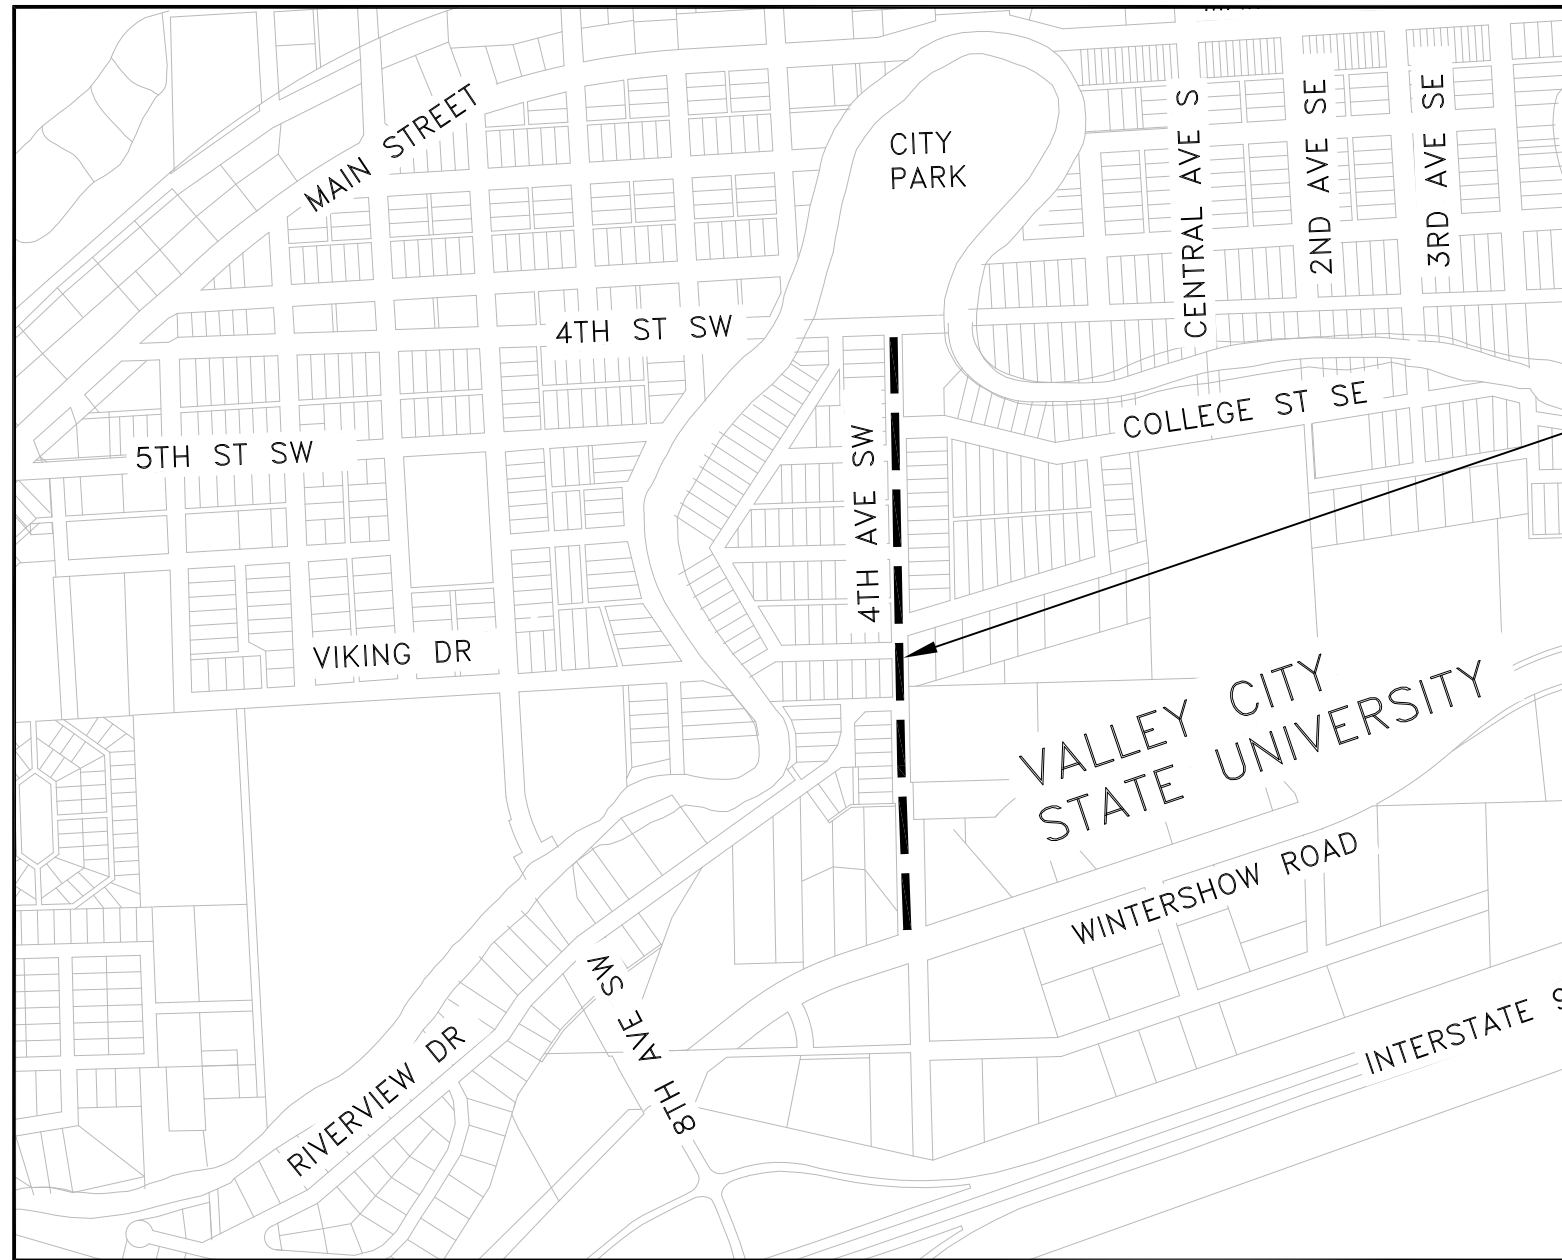 MAIN STREET
CITY
PARK
CENTRAL AVE S
2ND AVE SE
3RD AVE SE
4TH ST SW
COLLEGE ST SE
5TH ST SW
4TH AVE SW
VIKING DR
VALLEY CITY
STATE UNIVERSITY
WINTERSHOW ROAD
8TH AVE SW
RIVERVIEW DR
INTERSTATE 9